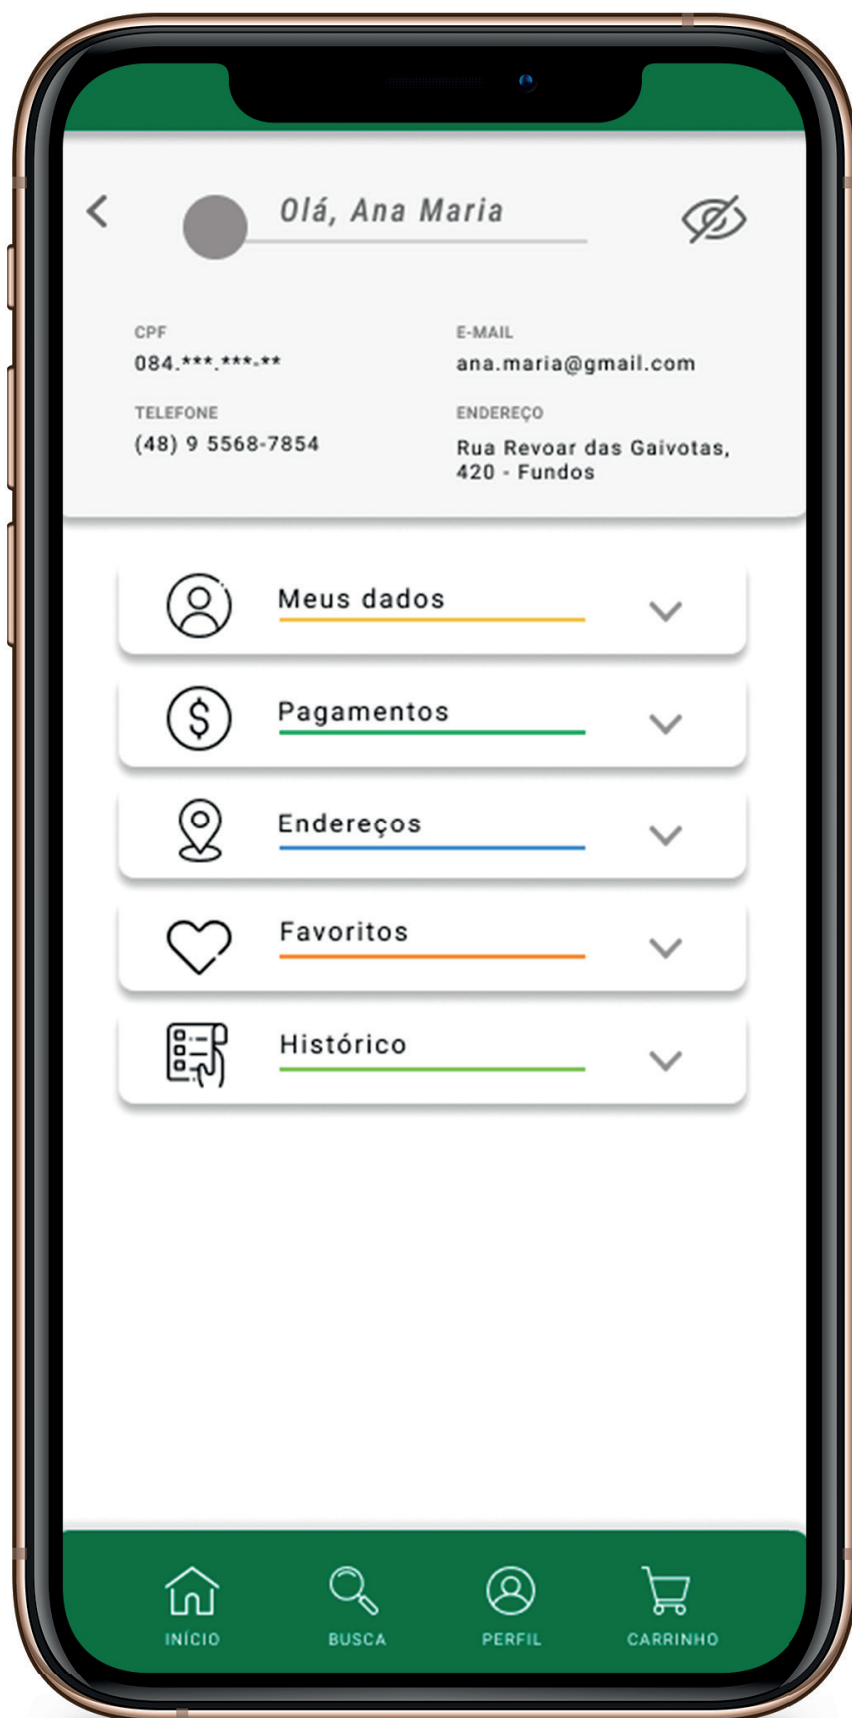 Olá, Ana Maria
CPF
084.***.***-**
E-MAIL
ana.maria@gmail.com
TELEFONE
(48) 9 5568-7854
ENDEREÇO
Rua Revoar das Gaivotas,
420 - Fundos
Meus dados
Pagamentos
Endereços
Favoritos
Histórico
INÍCIO
BUSCA
PERFIL
CARRINHO